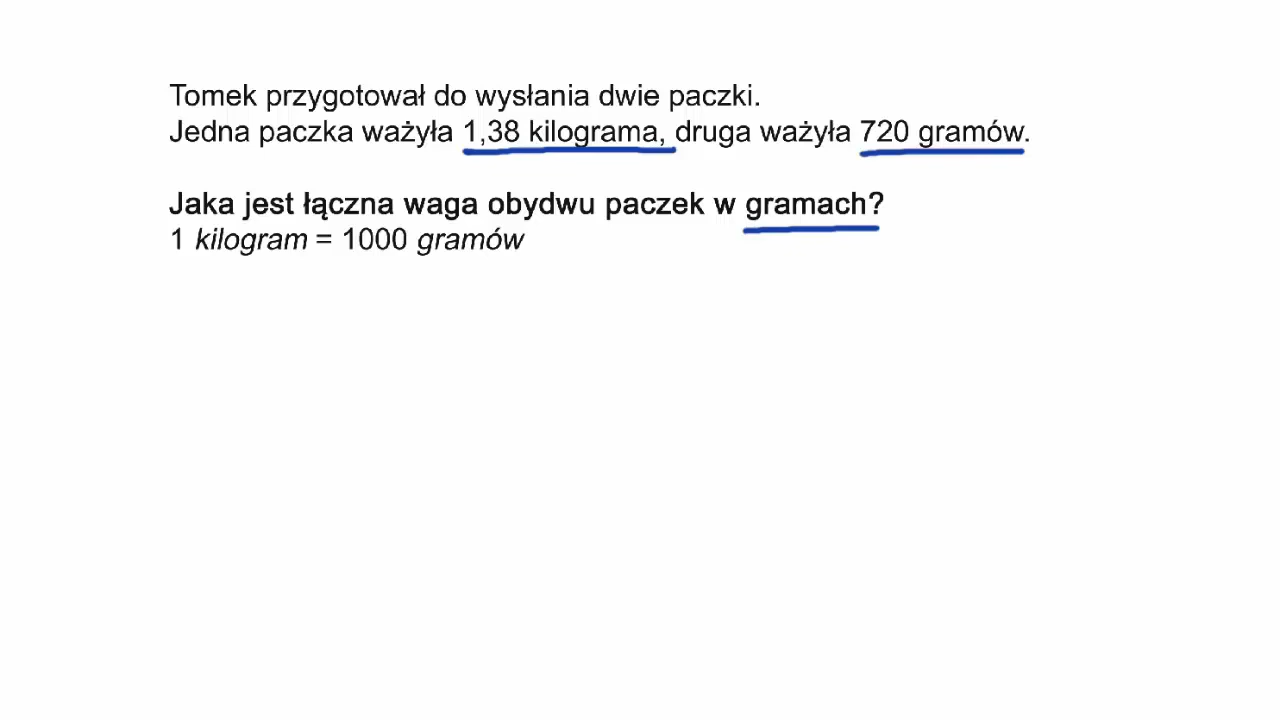 Tomek przygotował do wysłania dwie paczki.
Jedna paczka ważyła 1,38 kilograma, druga ważyła 720 gramów.
Jaka jest łączna waga obydwu paczek w gramach?
1 kilogram = 1000 gramów